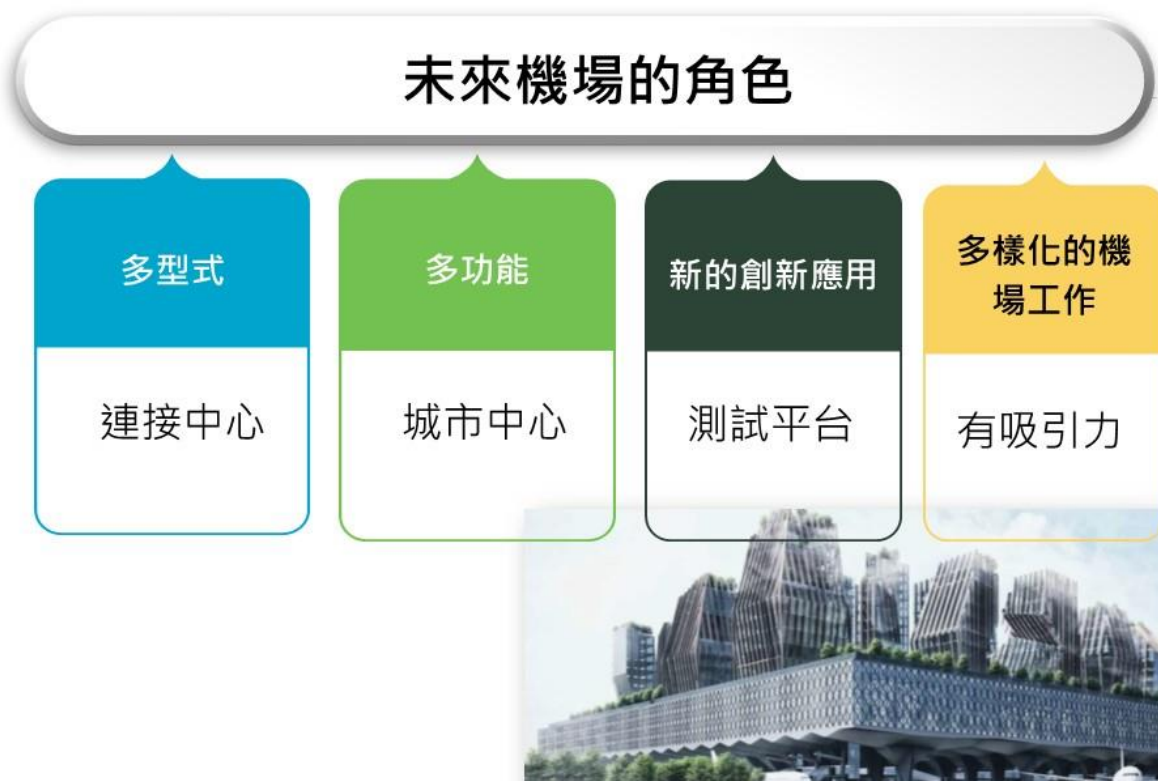 未來機場的角色
多型式
連接中心
多功能
城市中心
新的創新應用
測試平台
多樣化的機
場工作
有吸引力